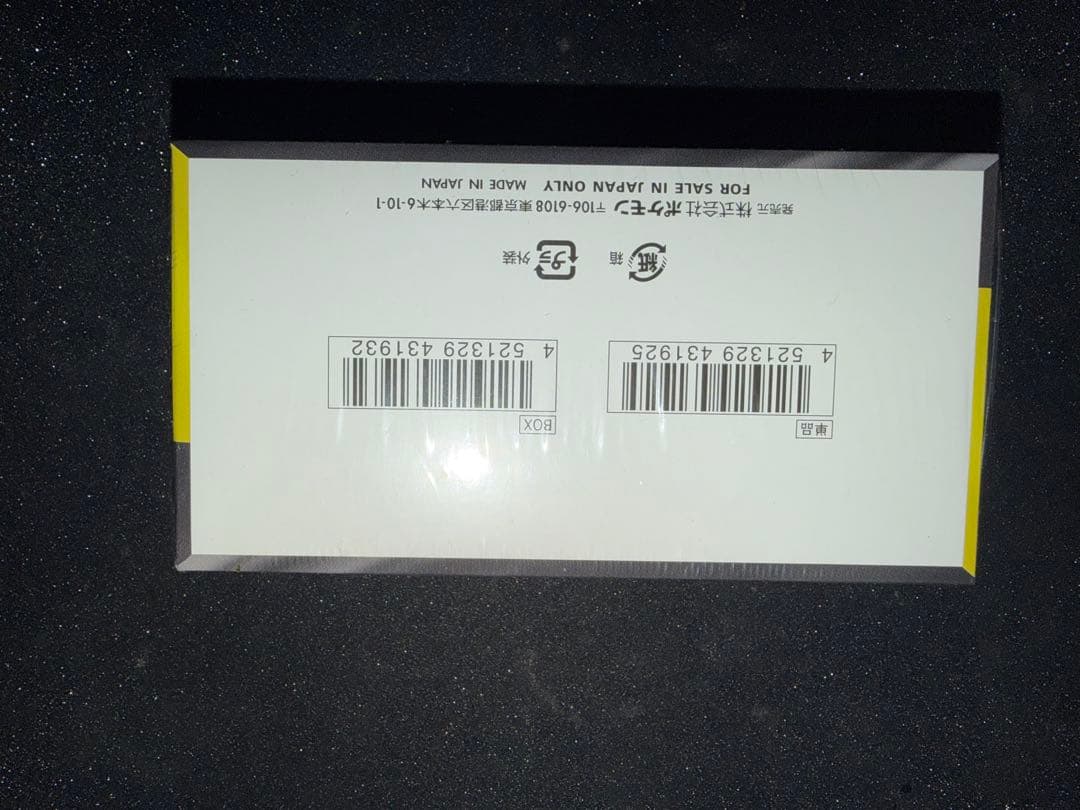 単品 BOX
4 521329 431925 4 521329 431932
紙 箱 プラ 外装
発売元 株式会社ポケモン 〒106-6108 東京都港区六本木6-10-1
FOR SALE IN JAPAN ONLY MADE IN JAPAN